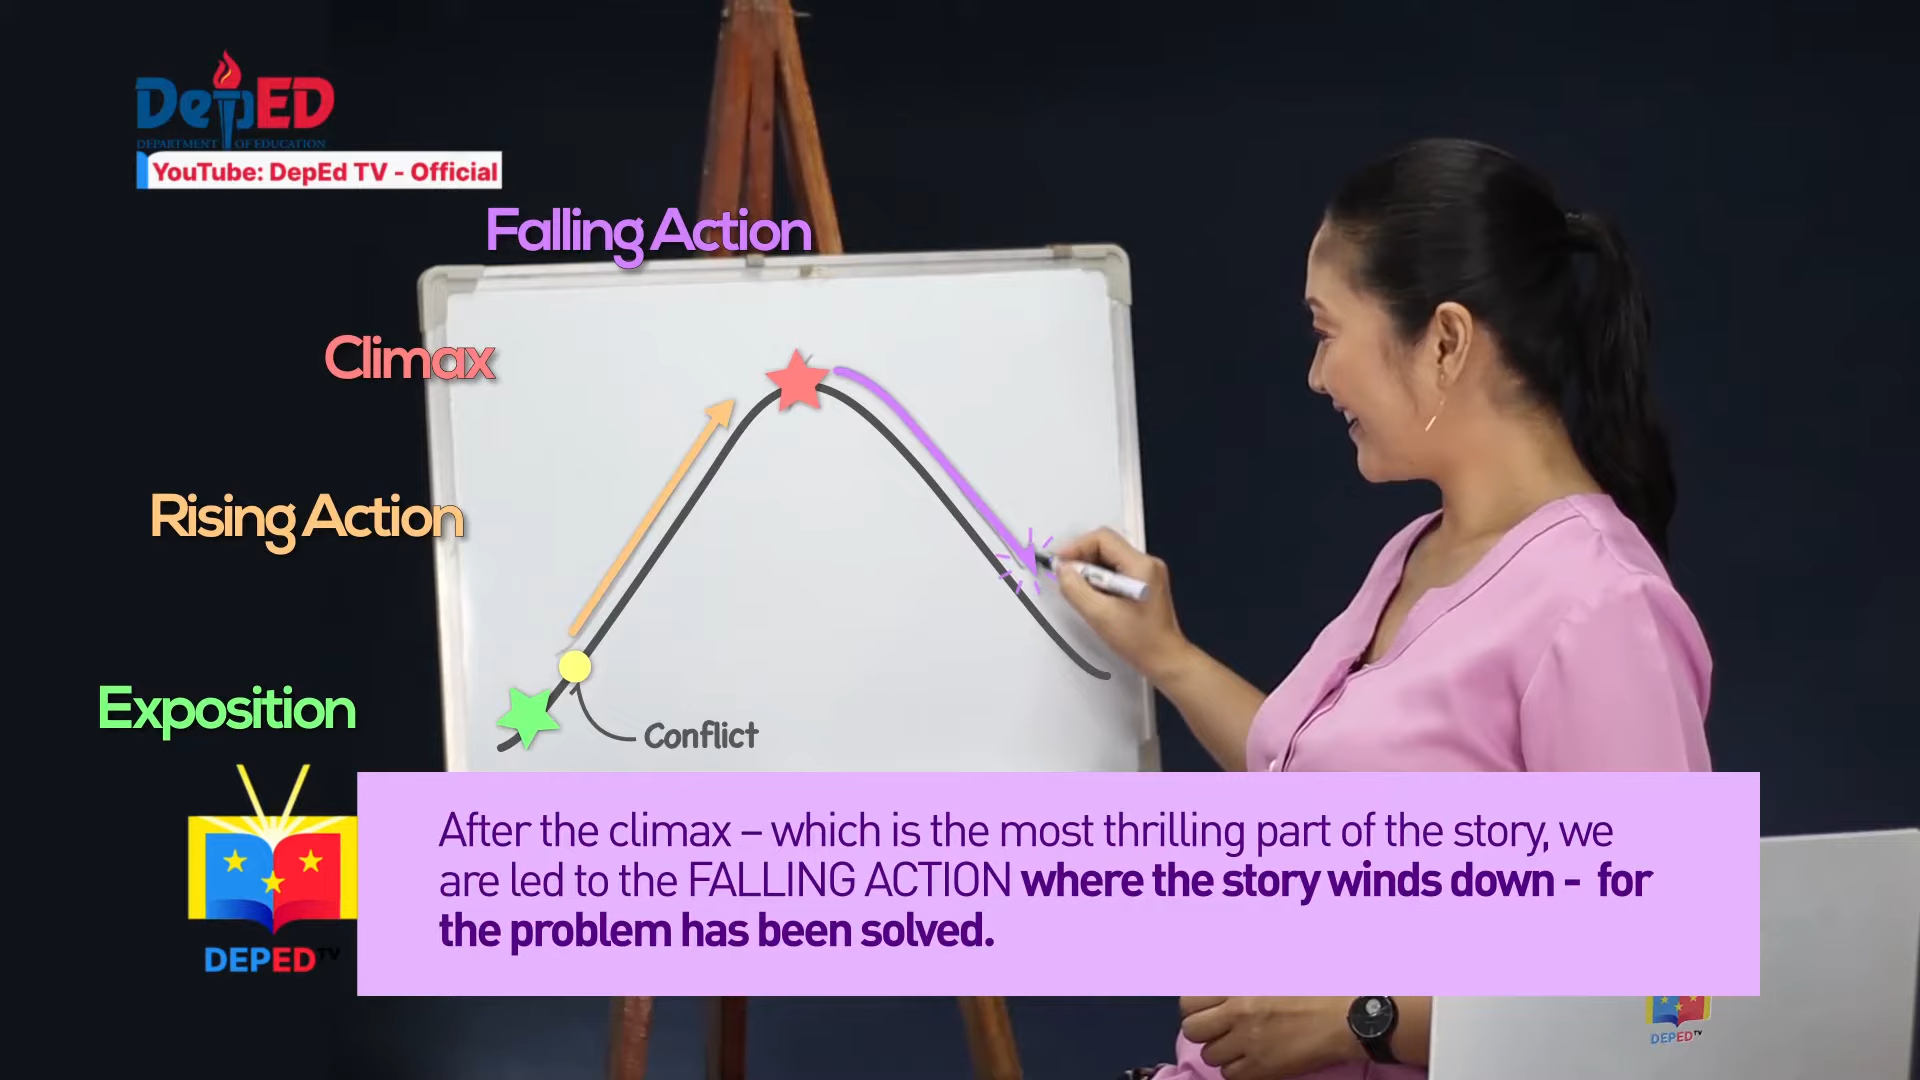 DepED
DEPARTMENT OF EDUCATION
YouTube: DepEd TV - Official
Falling Action
Climax
Rising Action
Exposition
Conflict
After the climax – which is the most thrilling part of the story, we
are led to the FALLING ACTION where the story winds down - for
the problem has been solved.
DEPED TV
DEPED TV